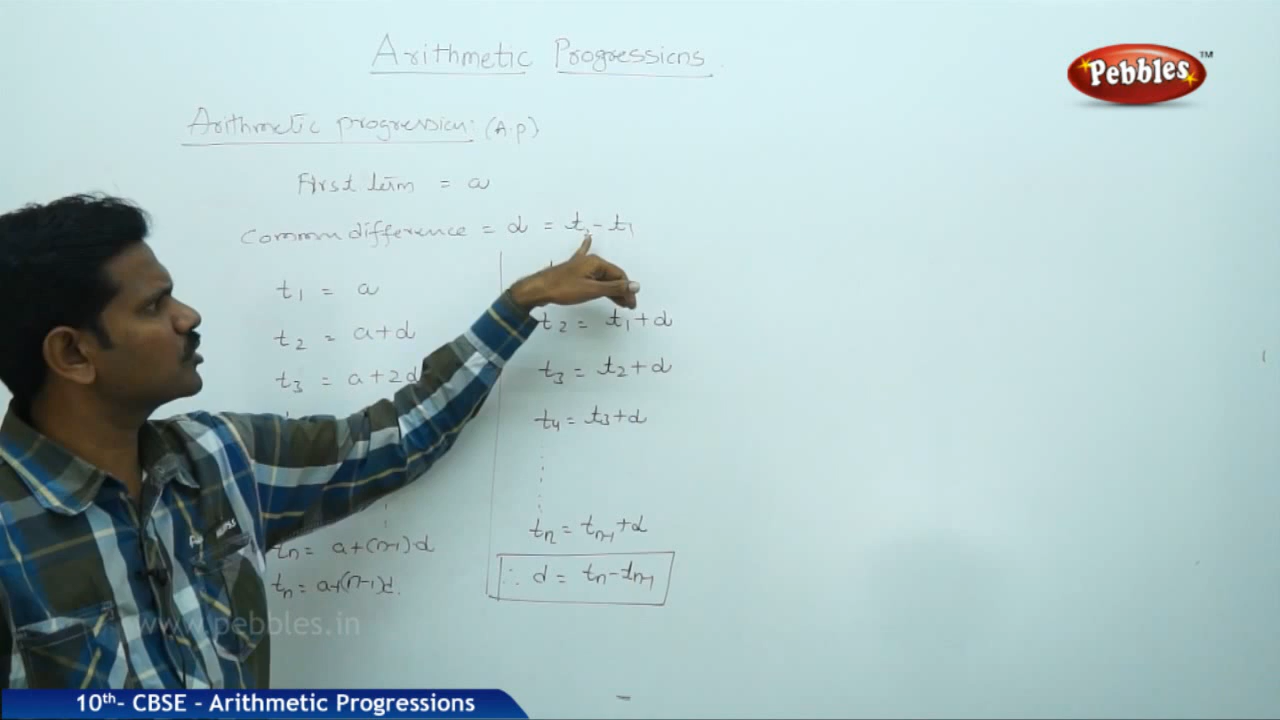 Arithmetic Progressions.
Pebbles™
Arithmetic progression: (A.p)
First term = a
Common difference = d = t2 - t1
t1 = a
t2 = a+d
t3 = a+2d
tn = a+(n-1).d
tn = a+(n-1)d.
t2 = t1+d
t3 = t2+d
t4 = t3+d
tn = tn-1+d
∴ d = tn-tn-1
www.pebbles.in
10th- CBSE - Arithmetic Progressions